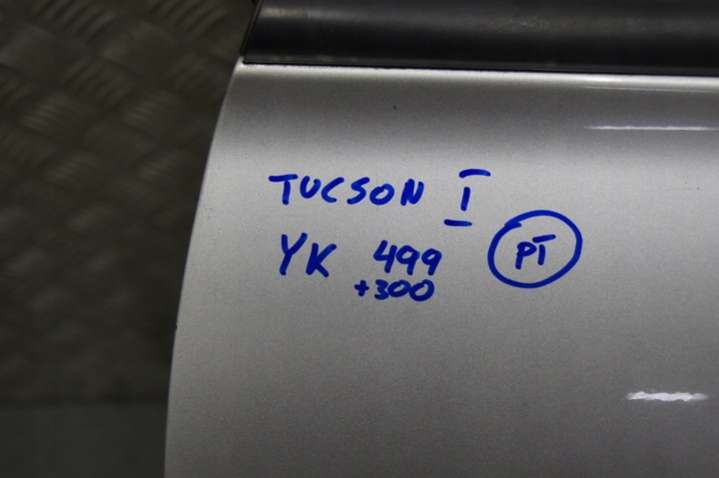 TUCSON I
YK 499 PT
+300